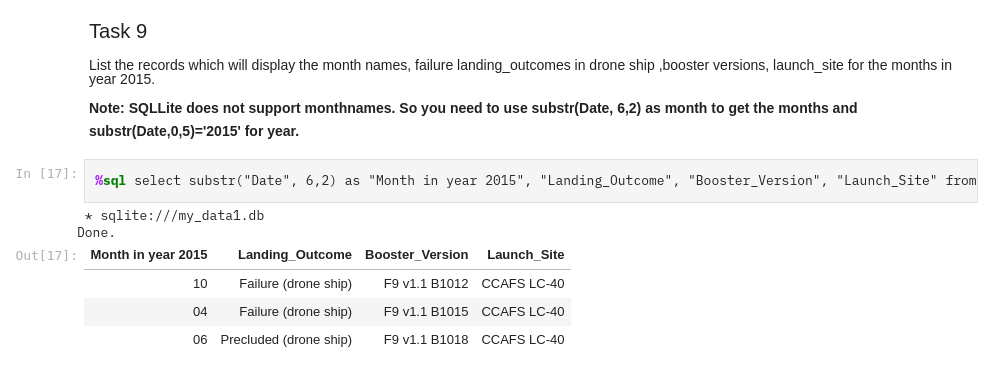 Task 9
List the records which will display the month names, failure landing_outcomes in drone ship ,booster versions, launch_site for the months in
year 2015.
Note: SQLLite does not support monthnames. So you need to use substr(Date, 6,2) as month to get the months and
substr(Date,0,5)='2015' for year.
In [17]: %sql select substr("Date", 6,2) as "Month in year 2015", "Landing_Outcome", "Booster_Version", "Launch_Site" from
* sqlite:///my_data1.db
Done.
Out[17]: Month in year 2015 Landing_Outcome Booster_Version Launch_Site
10 Failure (drone ship) F9 v1.1 B1012 CCAFS LC-40
04 Failure (drone ship) F9 v1.1 B1015 CCAFS LC-40
06 Precluded (drone ship) F9 v1.1 B1018 CCAFS LC-40